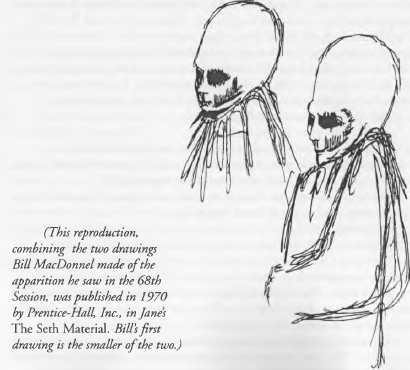 (This reproduction,
combining the two drawings
Bill MacDonnel made of the
apparition he saw in the 68th
Session, was published in 1970
by Prentice-Hall, Inc., in Jane's
The Seth Material. Bill's first
drawing is the smaller of the two.)